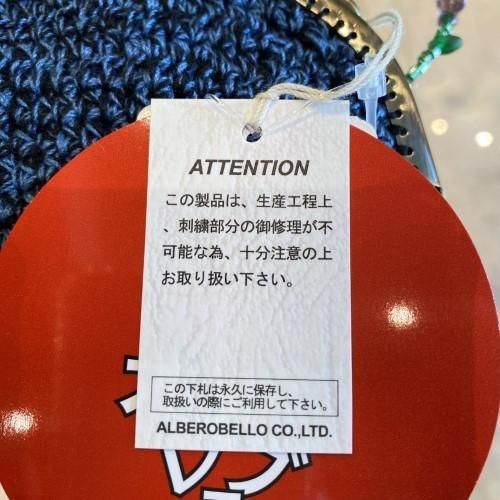 ATTENTION
この製品は、生産工程上
、刺繍部分の御修理が不
可能な為、十分注意の上
お取り扱い下さい。
この下札は永久に保存し、
取扱いの際にご利用して下さい。
ALBEROBELLO CO.,LTD.